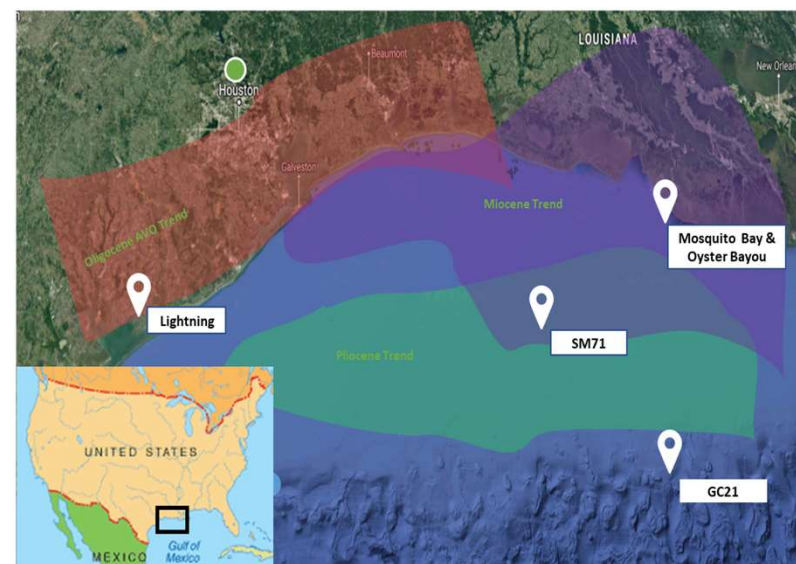 LOUISIANA
Beaumont
New Orlean
Houston
Galveston
Oligocene AVO Trend
Miocene Trend
Mosquito Bay &
Oyster Bayou
Lightning
SM71
Pliocene Trend
GC21
UNITED STATES
MEXICO
Gulf of
Mexico